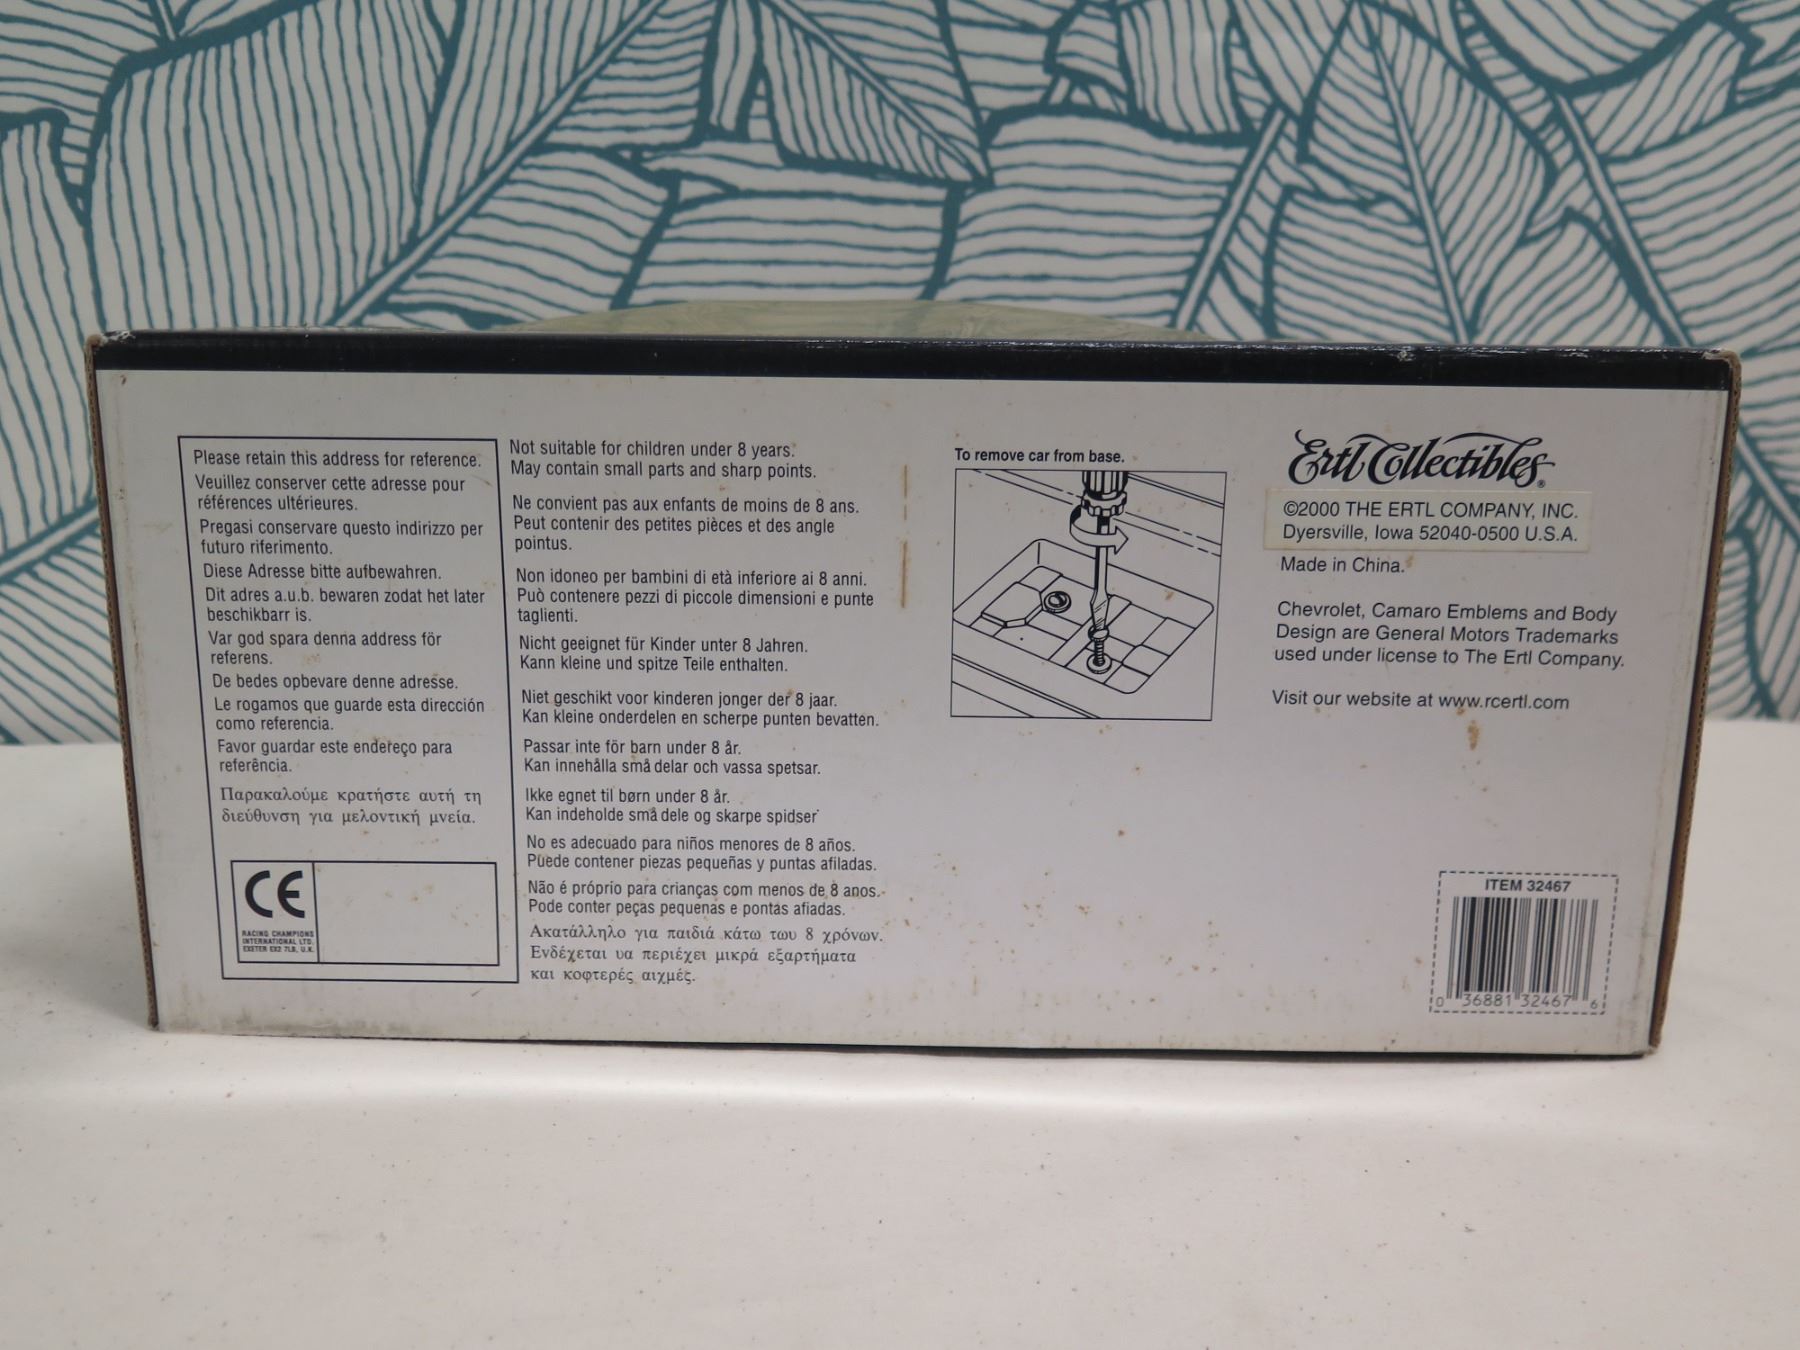 Please retain this address for reference.
Veuillez conserver cette adresse pour
références ultérieures.
Pregasi conservare questo indirizzo per
futuro riferimento.
Diese Adresse bitte aufbewahren.
Dit adres a.u.b. bewaren zodat het later
beschikbarr is.
Var god spara denna address för
referens.
De bedes opbevare denne adresse.
Le rogamos que guarde esta dirección
como referencia.
Favor guardar este endereço para
referência.
Παρακαλούμε κρατήστε αυτή τη
διεύθυνση για μελοντική μνεία.
CE
RACING CHAMPIONS
INTERNATIONAL LTD.
EXETER EX2 7LB, U.K.
Not suitable for children under 8 years.
May contain small parts and sharp points.
Ne convient pas aux enfants de moins de 8 ans.
Peut contenir des petites pièces et des angle
pointus.
Non idoneo per bambini di età inferiore ai 8 anni.
Può contenere pezzi di piccole dimensioni e punte
taglienti.
Nicht geeignet für Kinder unter 8 Jahren.
Kann kleine und spitze Teile enthalten.
Niet geschikt voor kinderen jonger der 8 jaar.
Kan kleine onderdelen en scherpe punten bevatten.
Passar inte för barn under 8 år.
Kan innehålla små delar och vassa spetsar.
Ikke egnet til børn under 8 år.
Kan indeholde små dele og skarpe spidser
No es adecuado para niños menores de 8 años.
Puede contener piezas pequeñas y puntas afiladas.
Não é próprio para crianças com menos de 8 anos.
Pode conter peças pequenas e pontas afiadas.
Ακατάλληλο για παιδιά κάτω του 8 χρόνων.
Ενδέχεται υα περιέχει μικρά εξαρτήματα
και κοφτερές αιχμές.
To remove car from base.
Ertl Collectibles®
©2000 THE ERTL COMPANY, INC.
Dyersville, Iowa 52040-0500 U.S.A.
Made in China.
Chevrolet, Camaro Emblems and Body
Design are General Motors Trademarks
used under license to The Ertl Company.
Visit our website at www.rcertl.com
ITEM 32467
0 36881 32467 6